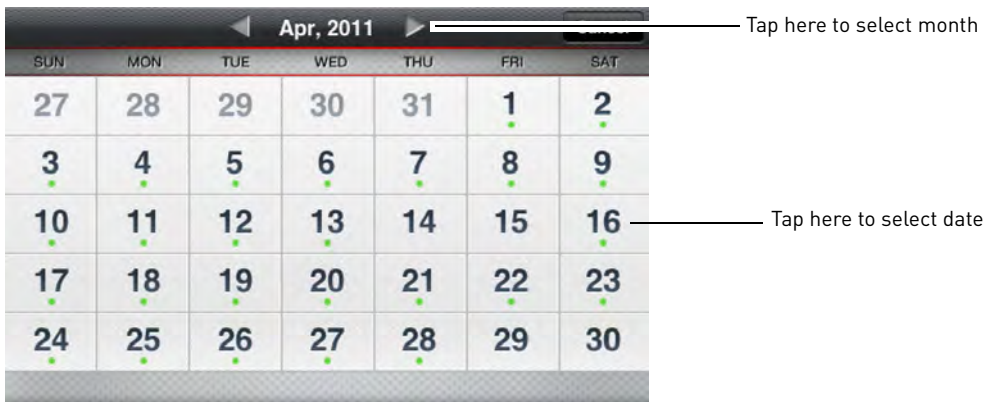 Apr, 2011
Tap here to select month
SUN MON TUE WED THU FRI SAT
27 28 29 30 31 1 2
3 4 5 6 7 8 9
10 11 12 13 14 15 16
Tap here to select date
17 18 19 20 21 22 23
24 25 26 27 28 29 30